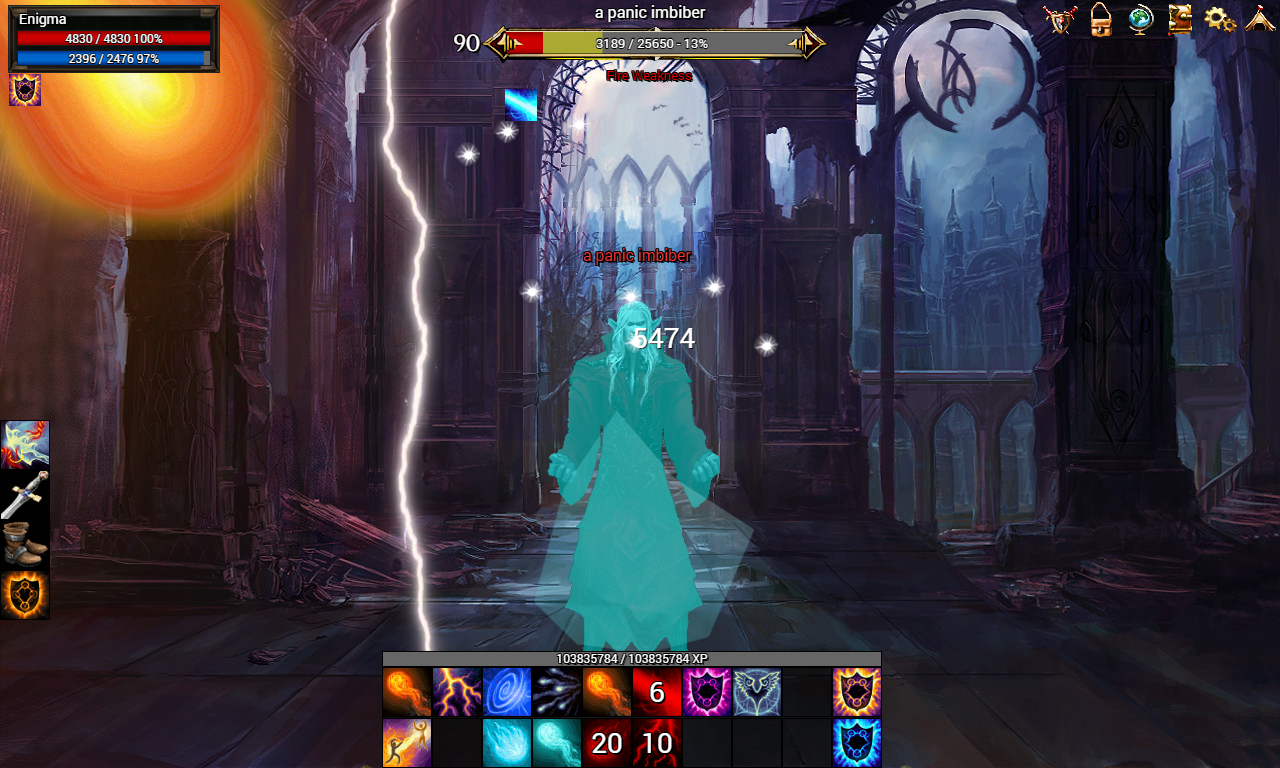 Enigma
4830 / 4830 100%
2396 / 2476 97%
a panic imbiber
90
3189 / 25650 - 13%
Fire Weakness
a panic imbiber
5474
103835784 / 103835784 XP
6
20
10